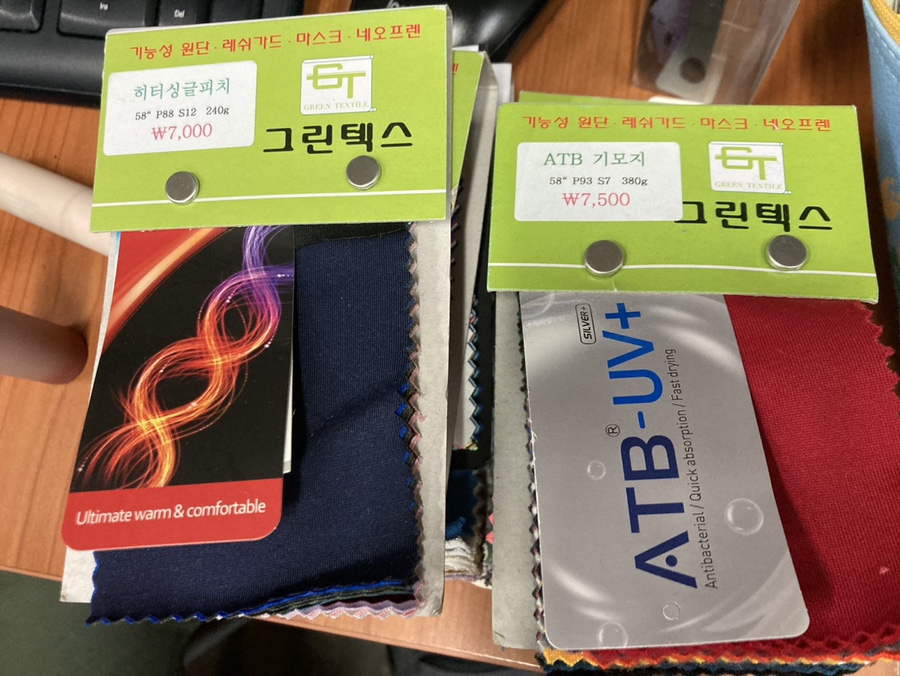 기능성 원단 · 레쉬가드 · 마스크 · 네오프렌
히터싱글피치
58" P88 S12 240g
₩7,000
GT
GREEN TEXTILE
그린텍스
Ultimate warm & comfortable
기능성 원단 · 레쉬가드 · 마스크 · 네오프렌
ATB 기모지
58" P93 S7 380g
₩7,500
GT
GREEN TEXTILE
그린텍스
SILVER+
ATB®-UV+
Antibacterial / Quick absorption / Fast drying